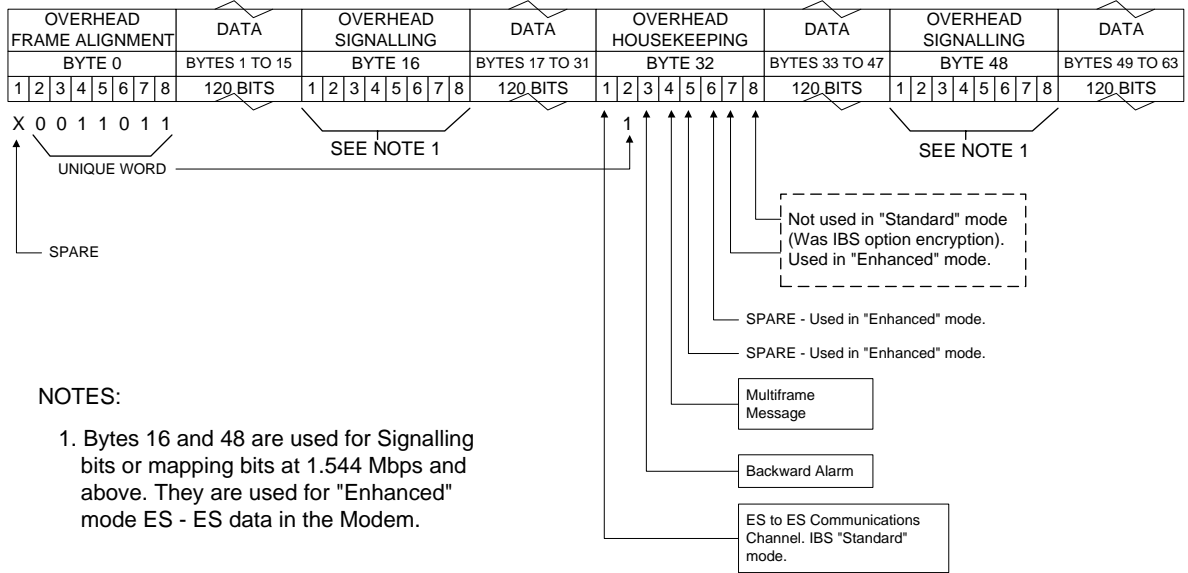 OVERHEAD FRAME ALIGNMENT DATA OVERHEAD SIGNALLING DATA OVERHEAD HOUSEKEEPING DATA OVERHEAD SIGNALLING DATA
BYTE 0 BYTES 1 TO 15 BYTE 16 BYTES 17 TO 31 BYTE 32 BYTES 33 TO 47 BYTE 48 BYTES 49 TO 63
1 2 3 4 5 6 7 8 120 BITS 1 2 3 4 5 6 7 8 120 BITS 1 2 3 4 5 6 7 8 120 BITS 1 2 3 4 5 6 7 8 120 BITS
X 0 0 1 1 0 1 1 1
SEE NOTE 1 SEE NOTE 1
UNIQUE WORD
SPARE
Not used in "Standard" mode
(Was IBS option encryption).
Used in "Enhanced" mode.
SPARE - Used in "Enhanced" mode.
SPARE - Used in "Enhanced" mode.
Multiframe
Message
Backward Alarm
ES to ES Communications
Channel. IBS "Standard"
mode.
NOTES:
1. Bytes 16 and 48 are used for Signalling
bits or mapping bits at 1.544 Mbps and
above. They are used for "Enhanced"
mode ES - ES data in the Modem.